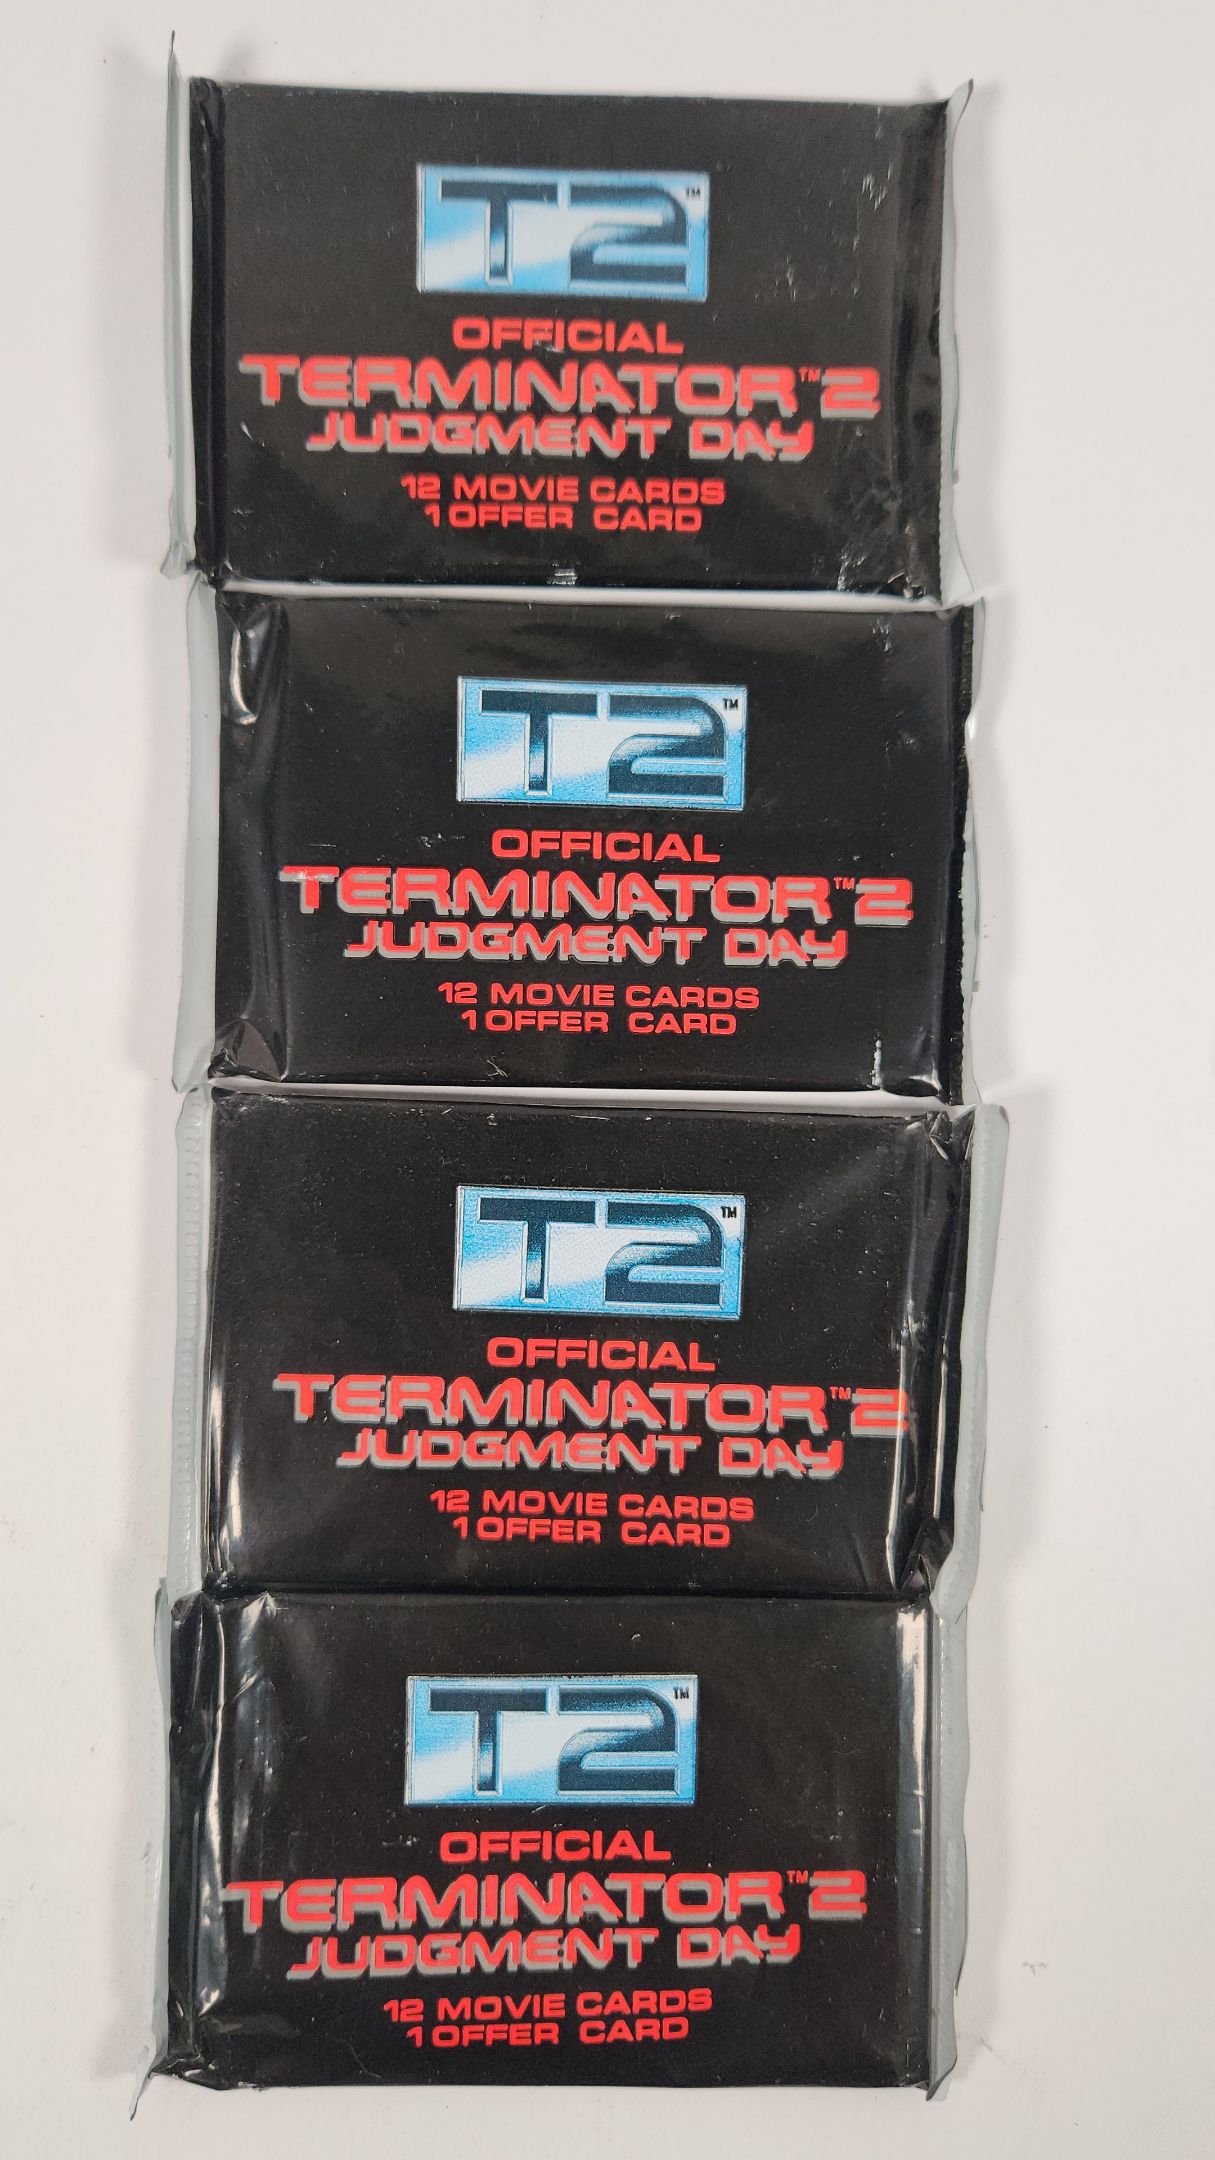 T2™
OFFICIAL
TERMINATOR™2
JUDGMENT DAY
12 MOVIE CARDS
1 OFFER CARD
T2™
OFFICIAL
TERMINATOR™2
JUDGMENT DAY
12 MOVIE CARDS
1 OFFER CARD
T2™
OFFICIAL
TERMINATOR™2
JUDGMENT DAY
12 MOVIE CARDS
1 OFFER CARD
T2™
OFFICIAL
TERMINATOR™2
JUDGMENT DAY
12 MOVIE CARDS
1 OFFER CARD